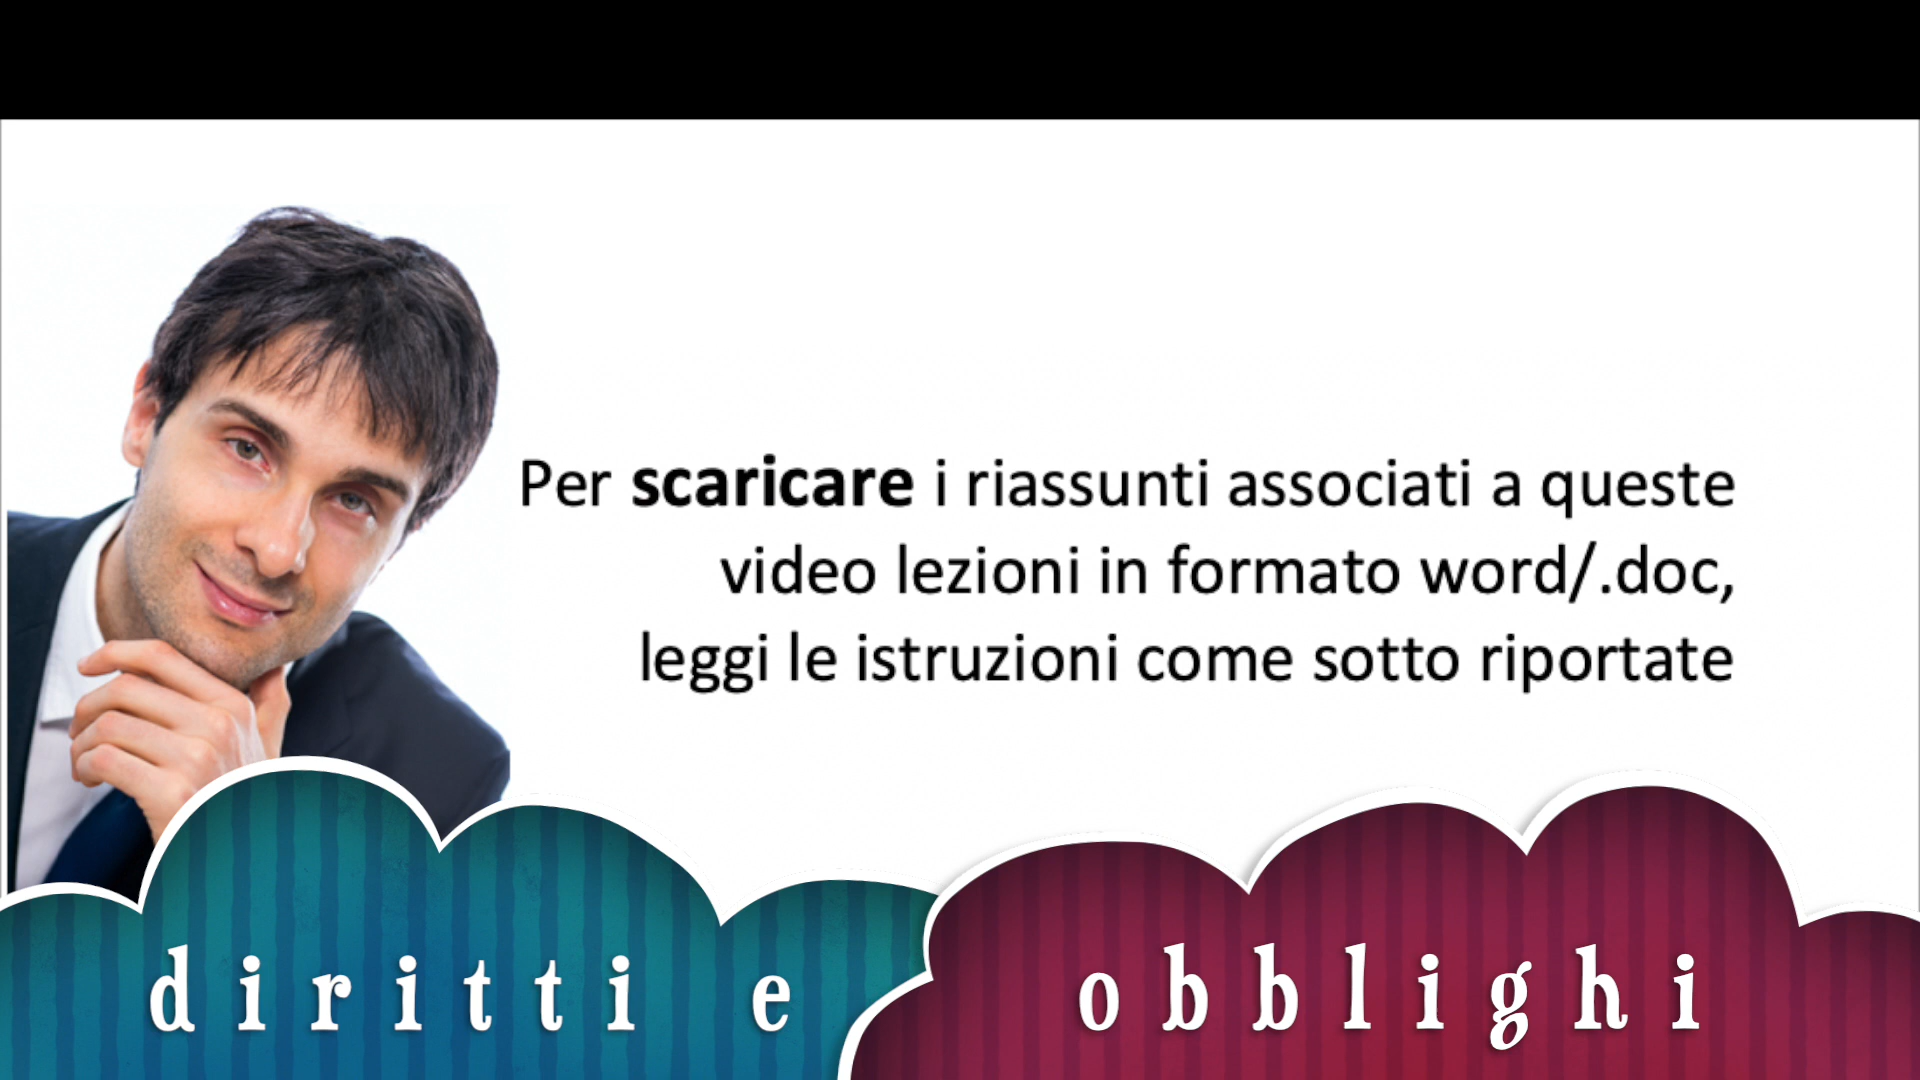 Per scaricare i riassunti associati a queste
video lezioni in formato word/.doc,
leggi le istruzioni come sotto riportate
diritti e obblighi